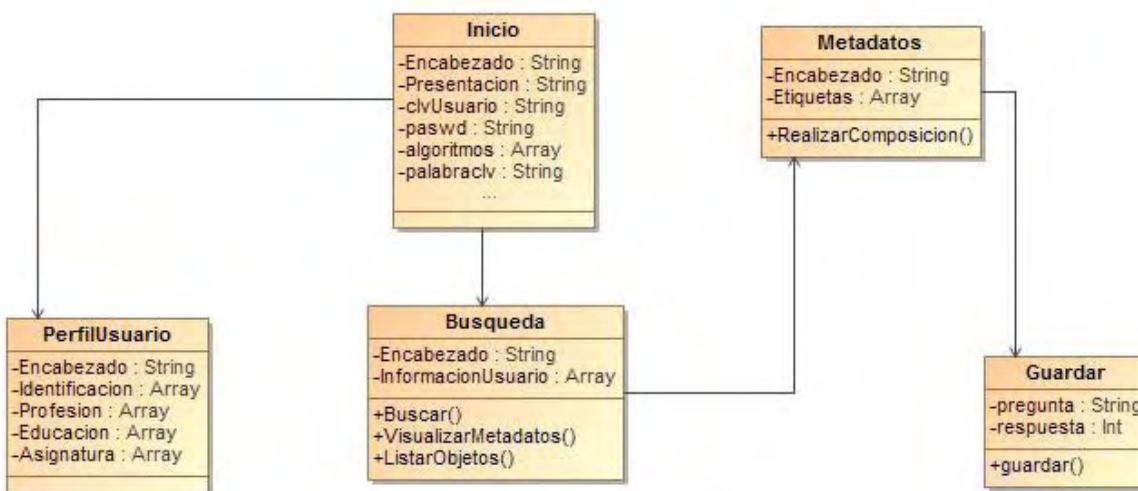 Inicio
-Encabezado : String
-Presentacion : String
-clvUsuario : String
-paswd : String
-algoritmos : Array
-palabraclv : String
...
Metadatos
-Encabezado : String
-Etiquetas : Array
+RealizarComposicion()
PerfilUsuario
-Encabezado : String
-Identificacion : Array
-Profesion : Array
-Educacion : Array
-Asignatura : Array
Busqueda
-Encabezado : String
-InformacionUsuario : Array
+Buscar()
+VisualizarMetadatos()
+ListarObjetos()
Guardar
-pregunta : String
-respuesta : Int
+guardar()